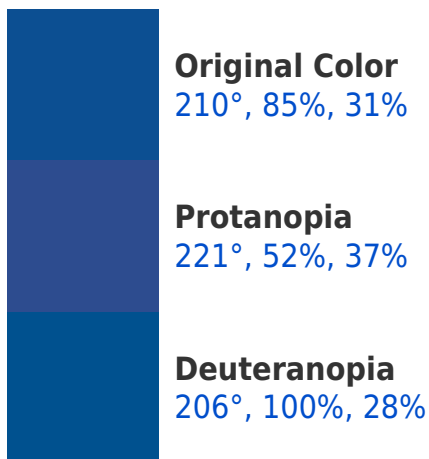 Original Color
210°, 85%, 31%
Protanopia
221°, 52%, 37%
Deuteranopia
206°, 100%, 28%